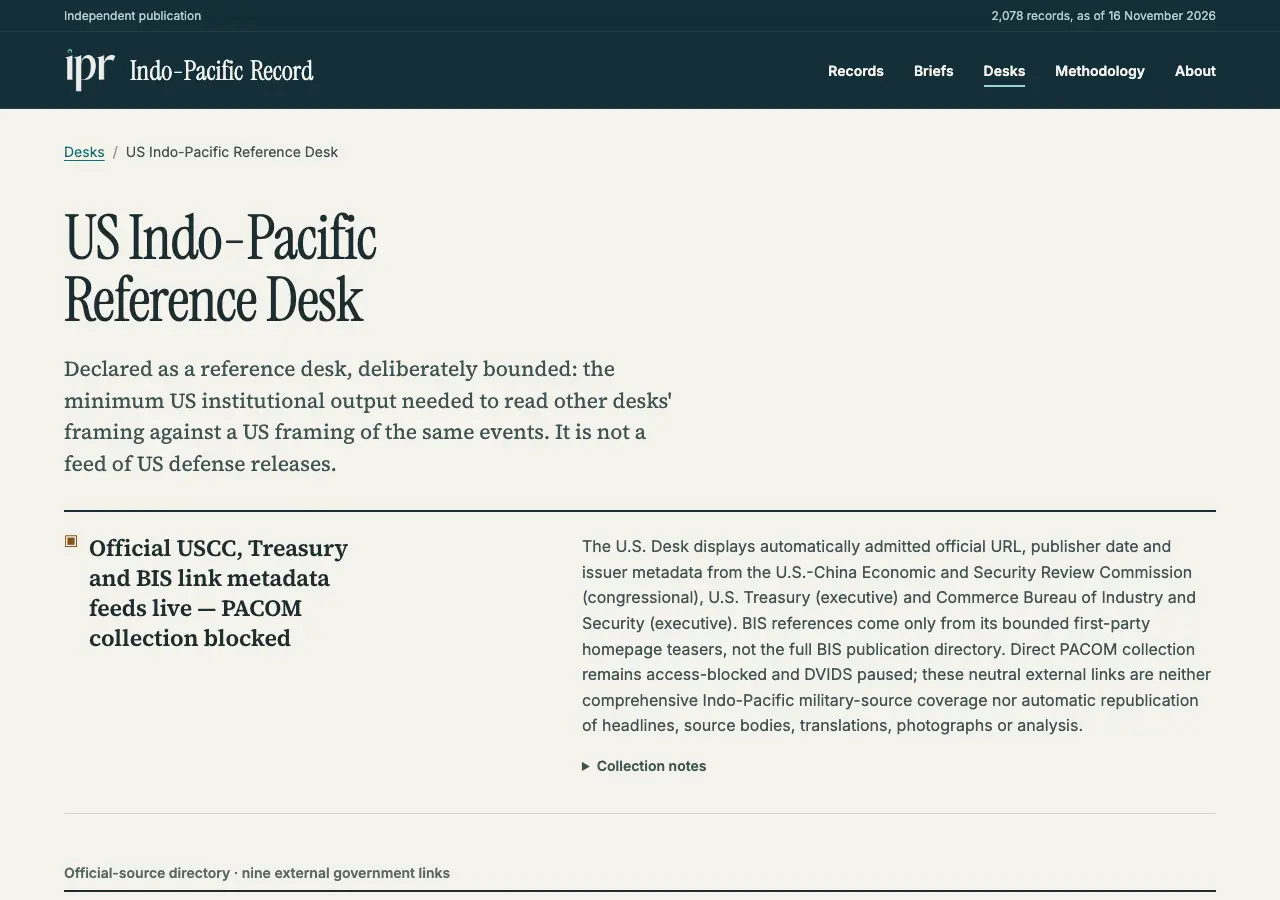 Independent publication
2,078 records, as of 16 November 2026
ipr Indo-Pacific Record
Records
Briefs
Desks
Methodology
About
Desks / US Indo-Pacific Reference Desk
US Indo-Pacific
Reference Desk
Declared as a reference desk, deliberately bounded: the
minimum US institutional output needed to read other desks'
framing against a US framing of the same events. It is not a
feed of US defense releases.
Official USCC, Treasury
and BIS link metadata
feeds live — PACOM
collection blocked
The U.S. Desk displays automatically admitted official URL, publisher date and
issuer metadata from the U.S.-China Economic and Security Review Commission
(congressional), U.S. Treasury (executive) and Commerce Bureau of Industry and
Security (executive). BIS references come only from its bounded first-party
homepage teasers, not the full BIS publication directory. Direct PACOM collection
remains access-blocked and DVIDS paused; these neutral external links are neither
comprehensive Indo-Pacific military-source coverage nor automatic republication
of headlines, source bodies, translations, photographs or analysis.
Collection notes
Official-source directory · nine external government links